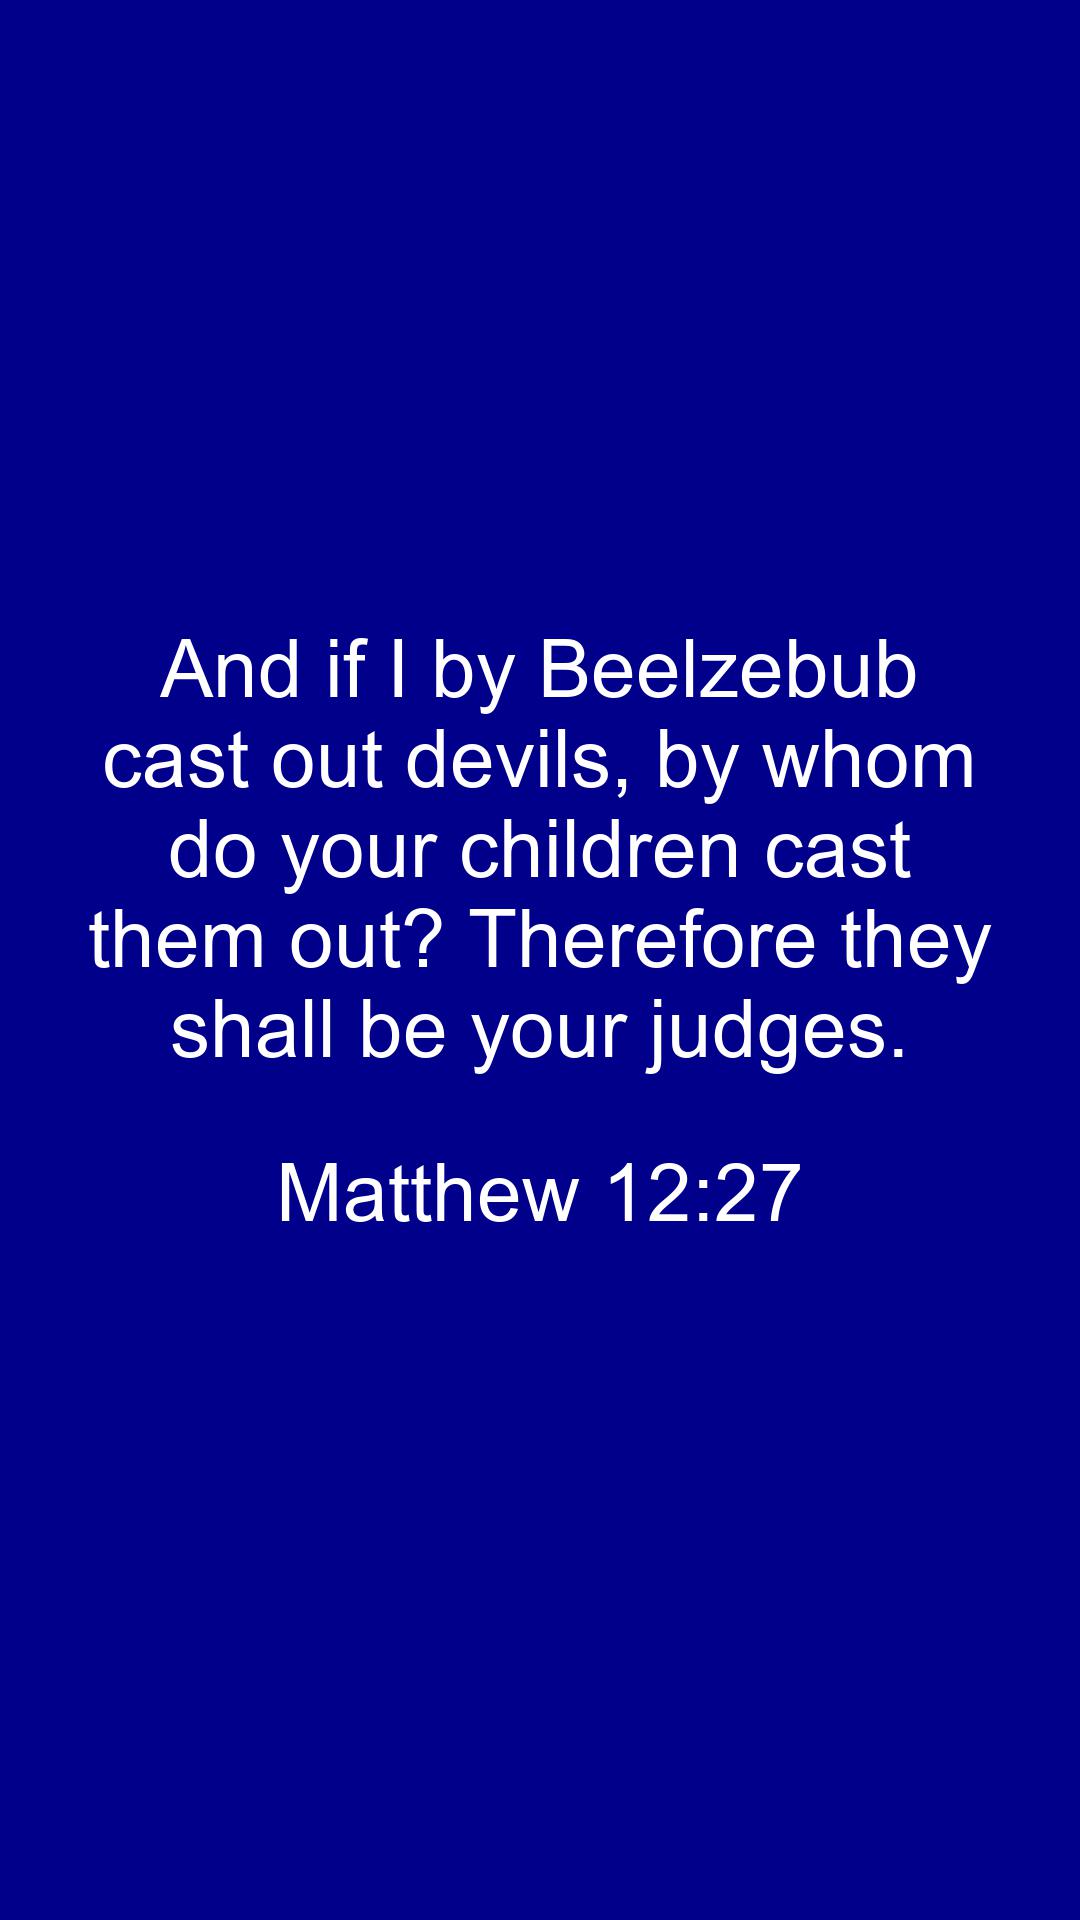 And if I by Beelzebub
cast out devils, by whom
do your children cast
them out? Therefore they
shall be your judges.
Matthew 12:27